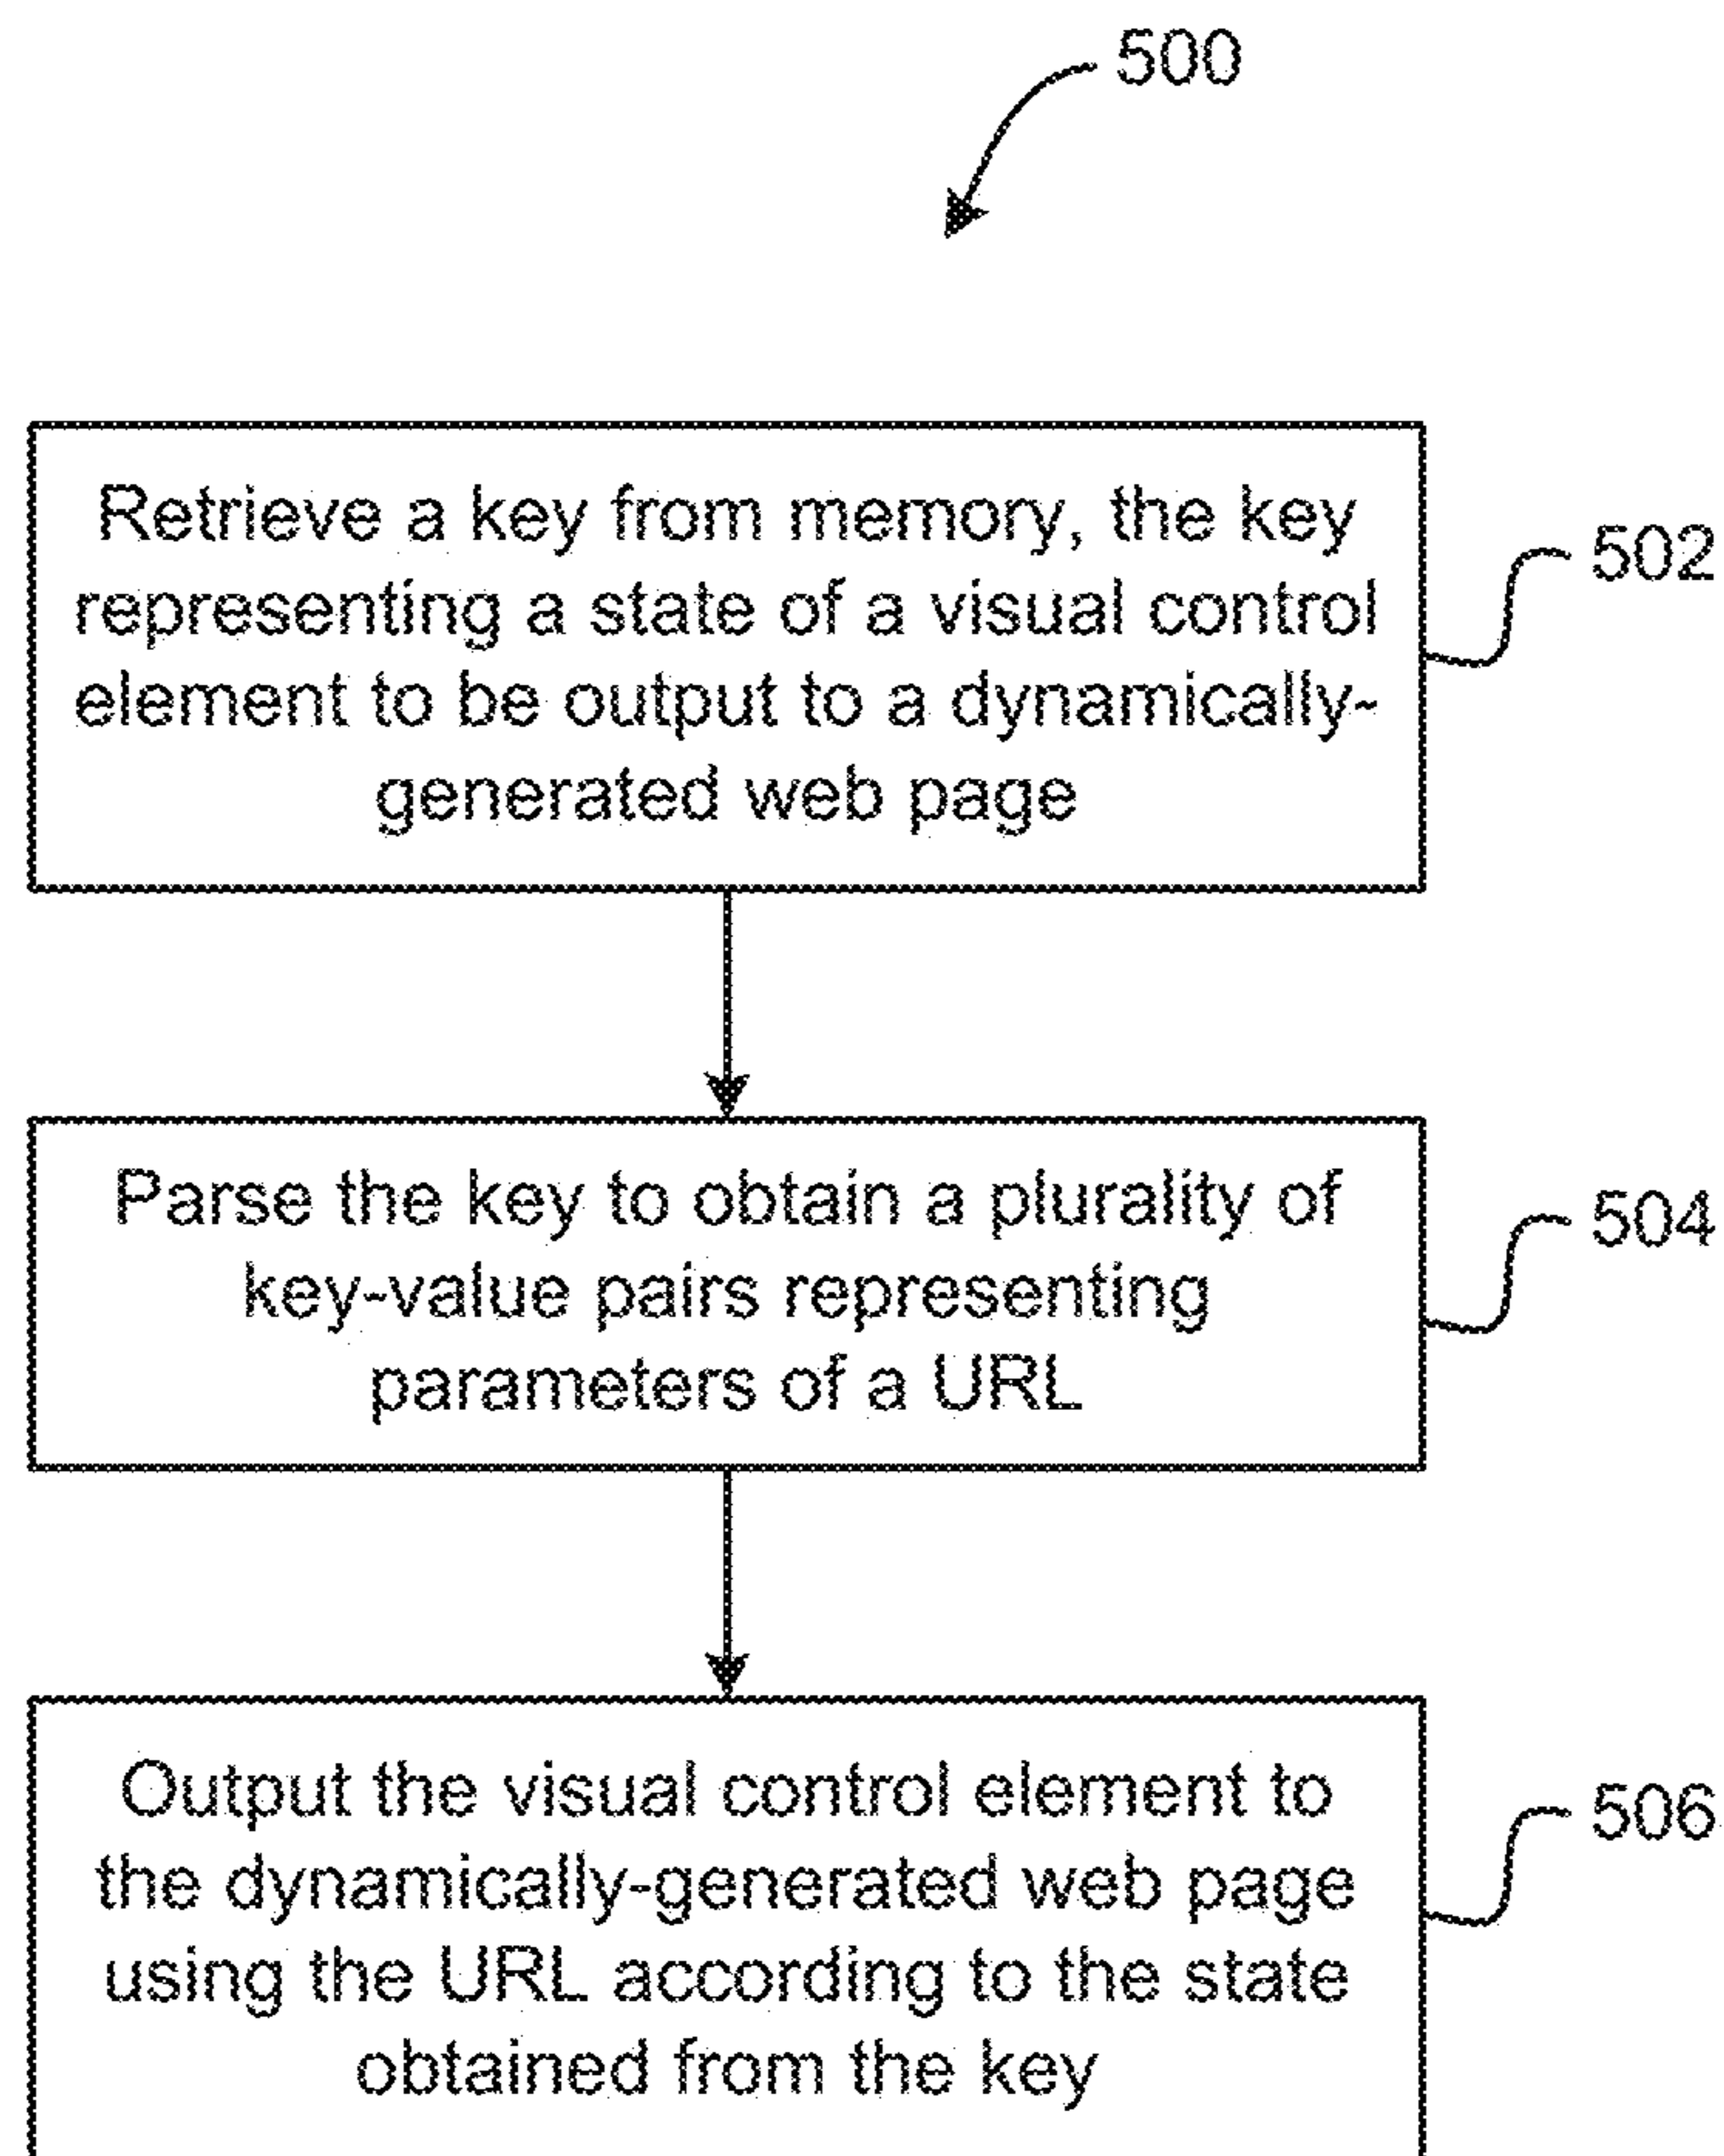 500
Retrieve a key from memory, the key
representing a state of a visual control
element to be output to a dynamically-
generated web page
502
Parse the key to obtain a plurality of
key-value pairs representing
parameters of a URL
504
Output the visual control element to
the dynamically-generated web page
using the URL according to the state
obtained from the key
506